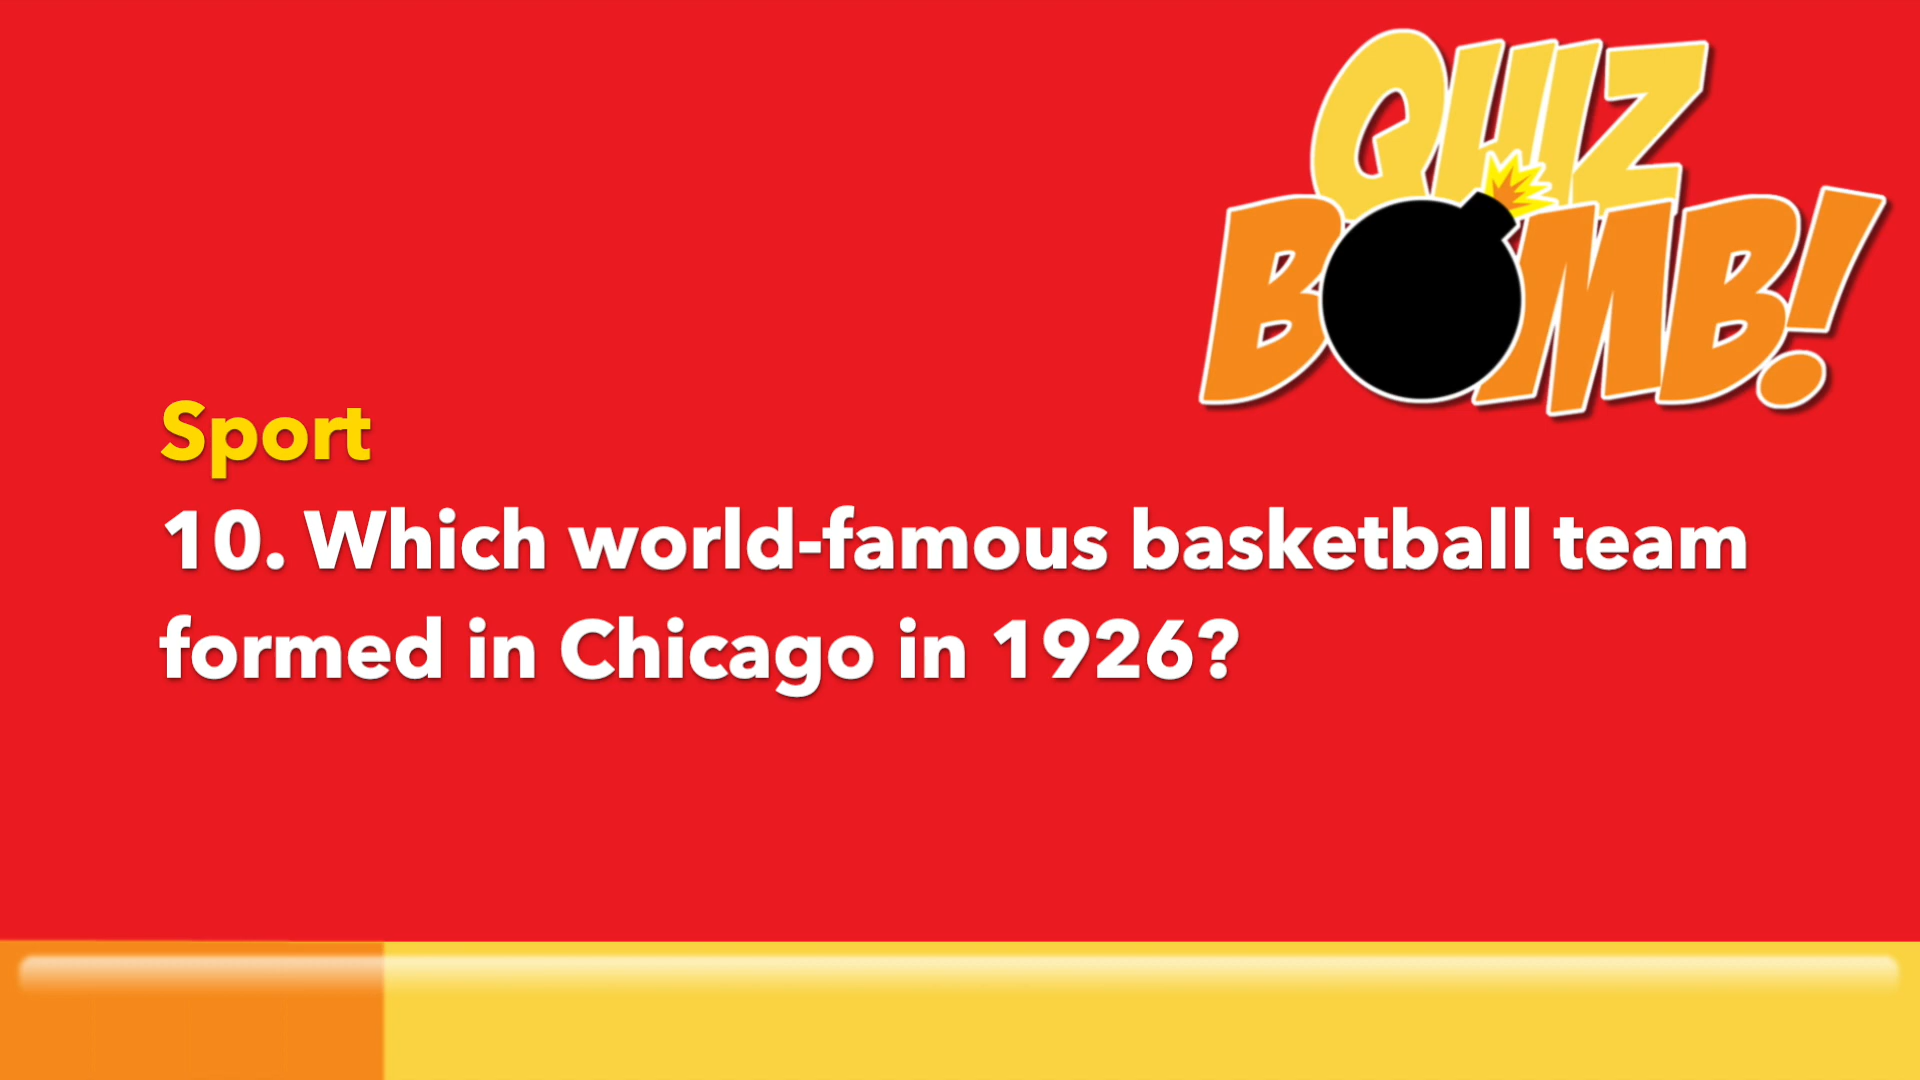 QUIZ
BOMB!
Sport
10. Which world-famous basketball team
formed in Chicago in 1926?